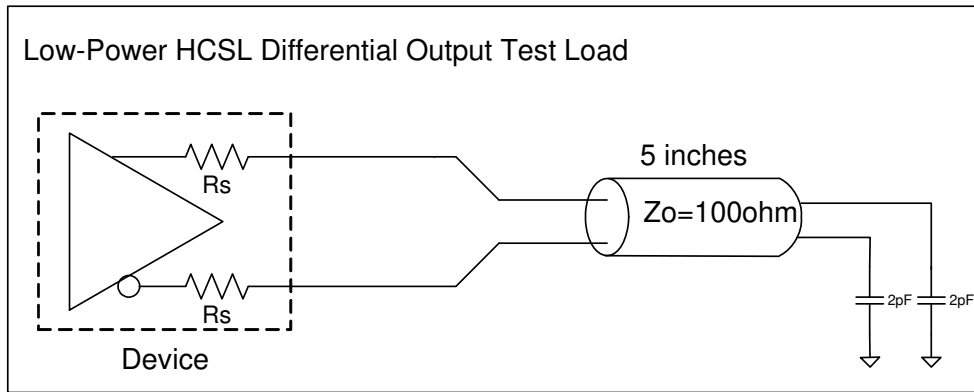 Low-Power HCSL Differential Output Test Load
Rs
5 inches
Zo=100ohm
Rs
2pF
2pF
Device